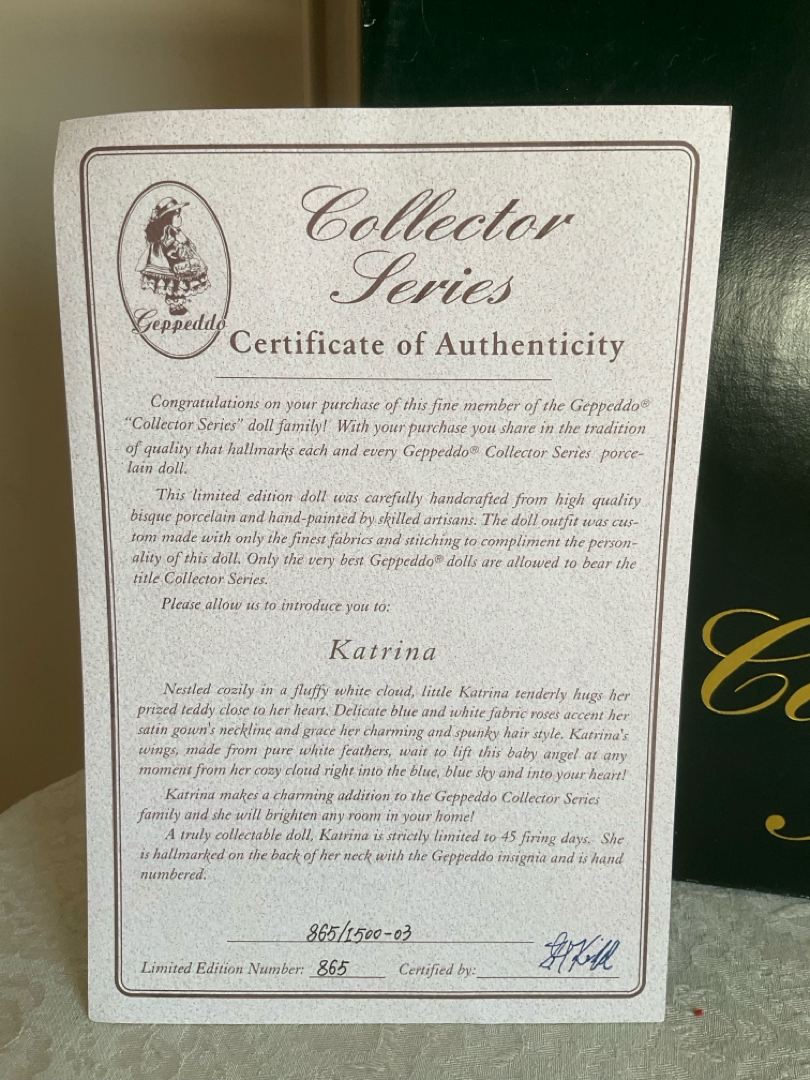 Collector
Series
Geppeddo
Certificate of Authenticity
Congratulations on your purchase of this fine member of the Geppeddo®
“Collector Series” doll family! With your purchase you share in the tradition
of quality that hallmarks each and every Geppeddo® Collector Series porce-
lain doll.
This limited edition doll was carefully handcrafted from high quality
bisque porcelain and hand-painted by skilled artisans. The doll outfit was cus-
tom made with only the finest fabrics and stitching to compliment the person-
ality of this doll. Only the very best Geppeddo® dolls are allowed to bear the
title Collector Series.
Please allow us to introduce you to:
Katrina
Nestled cozily in a fluffy white cloud, little Katrina tenderly hugs her
prized teddy close to her heart. Delicate blue and white fabric roses accent her
satin gown's neckline and grace her charming and spunky hair style. Katrina's
wings, made from pure white feathers, wait to lift this baby angel at any
moment from her cozy cloud right into the blue, blue sky and into your heart!
Katrina makes a charming addition to the Geppeddo Collector Series
family and she will brighten any room in your home!
A truly collectable doll, Katrina is strictly limited to 45 firing days. She
is hallmarked on the back of her neck with the Geppeddo insignia and is hand
numbered.
865/1500-03
Limited Edition Number: 865 Certified by: